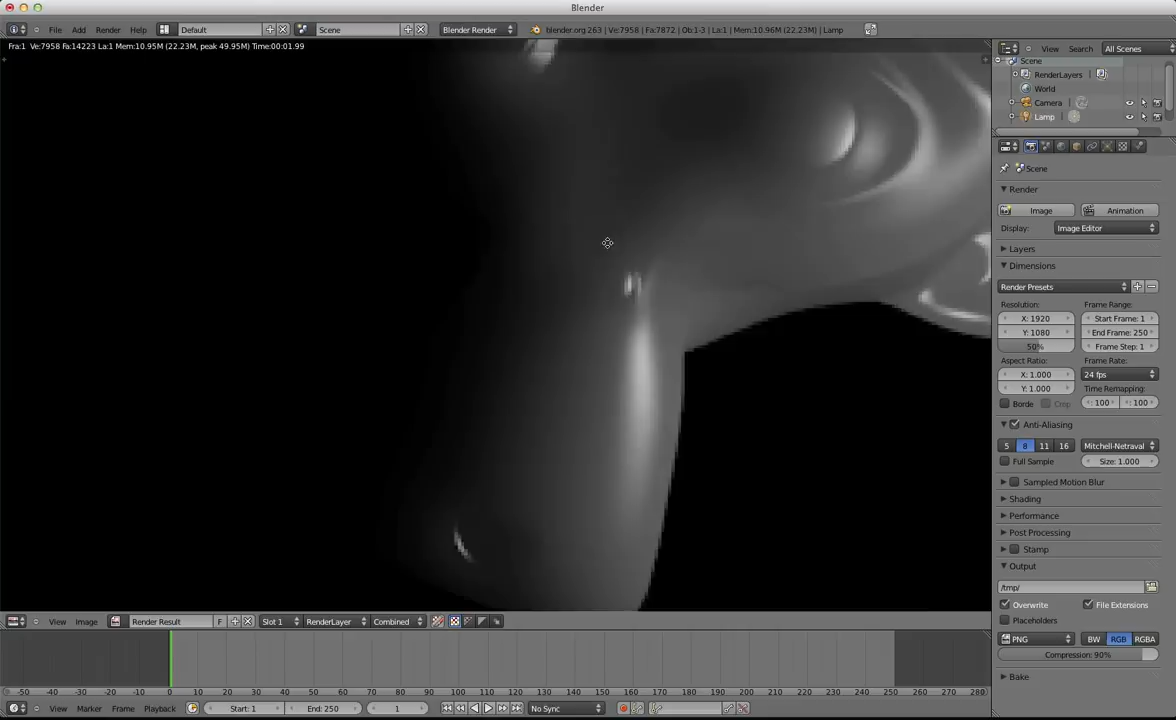 Blender
File Add Render Help Default Scene Blender Render blender.org 263 | Ve:7958 | Fa:7872 | Ob:1-3 | La:1 | Mem:10.96M (22.23M) | Lamp View Search All Scenes
Fra:1 Ve:7958 Fa:14223 La:1 Mem:10.95M (22.23M, peak 49.95M) Time:00:01.99
Scene
RenderLayers
World
Camera
Lamp
Scene
Render
Image Animation
Display: Image Editor
Layers
Dimensions
Render Presets
Resolution: Frame Range:
X: 1920 Start Frame: 1
Y: 1080 End Frame: 250
50% Frame Step: 1
Aspect Ratio: Frame Rate:
X: 1.000 24 fps
Y: 1.000 Time Remapping:
Borde Crop : 100 : 100
Anti-Aliasing
5 8 11 16 Mitchell-Netraval
Full Sample Size: 1.000
Sampled Motion Blur
Shading
Performance
Post Processing
Stamp
Output
/tmp/
Overwrite File Extensions
Placeholders
PNG BW RGB RGBA
Compression: 90%
Bake
View Image Render Result F Slot 1 RenderLayer Combined
-50 -40 -30 -20 -10 0 10 20 30 40 50 60 70 80 90 100 110 120 130 140 150 160 170 180 190 200 210 220 230 240 250 260 270 280
View Marker Frame Playback Start: 1 End: 250 1 No Sync